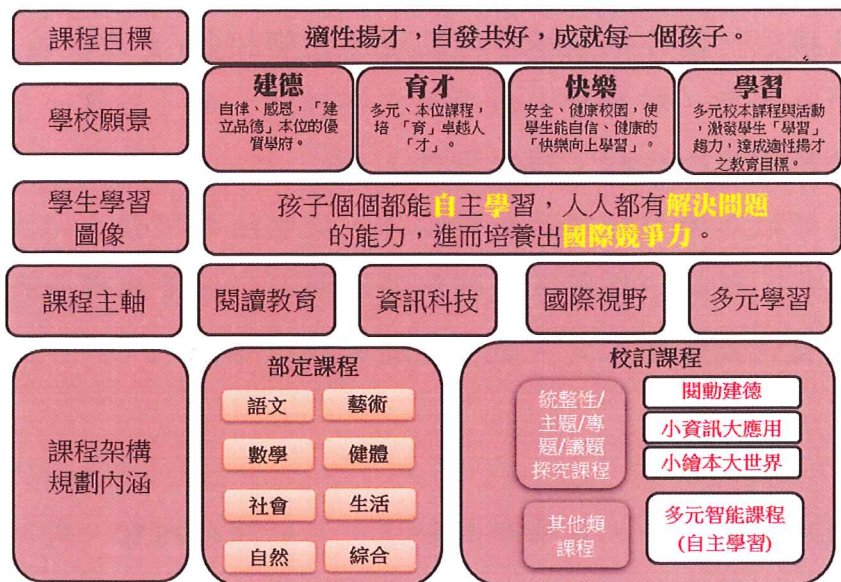 課程目標
適性揚才，自發共好，成就每一個孩子。
學校願景
建德
自律、感恩，「建
立品德」本位的優
質學府。
育才
多元、本位課程，
培 「育」卓越人
「才」。
快樂
安全、健康校園，使
學生能自信、健康的
「快樂向上學習」。
學習
多元校本課程與活動
，激發學生「學習」
趨力，達成適性揚才
之教育目標。
學生學習
圖像
孩子個個都能自主學習，人人都有解決問題
的能力，進而培養出國際競爭力。
課程主軸
閱讀教育
資訊科技
國際視野
多元學習
課程架構
規劃內涵
部定課程
語文
藝術
數學
健體
社會
生活
自然
綜合
校訂課程
統整性/
主題/專
題/議題
探究課程
閱動建德
小資訊大應用
小繪本大世界
其他類
課程
多元智能課程
(自主學習)